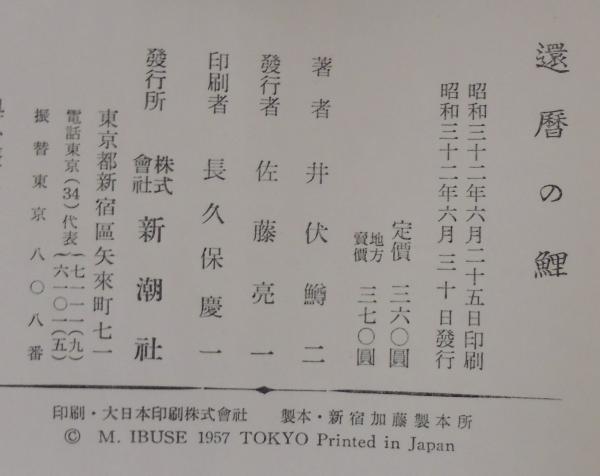 還暦の鯉
昭和三十二年六月二十五日印刷
昭和三十二年六月三十日發行
定價 三六〇圓
地方賣價 三七〇圓
著者 井伏鱒二
發行者 佐藤亮一
印刷者 長久保慶一
發行所 株式會社 新潮社
東京都新宿區矢來町七一
電話東京(34)代表{七一一一(九)
六一〇一(五)
振替東京 八〇八番
印刷・大日本印刷株式會社 製本・新宿加藤製本所
© M. IBUSE 1957 TOKYO Printed in Japan